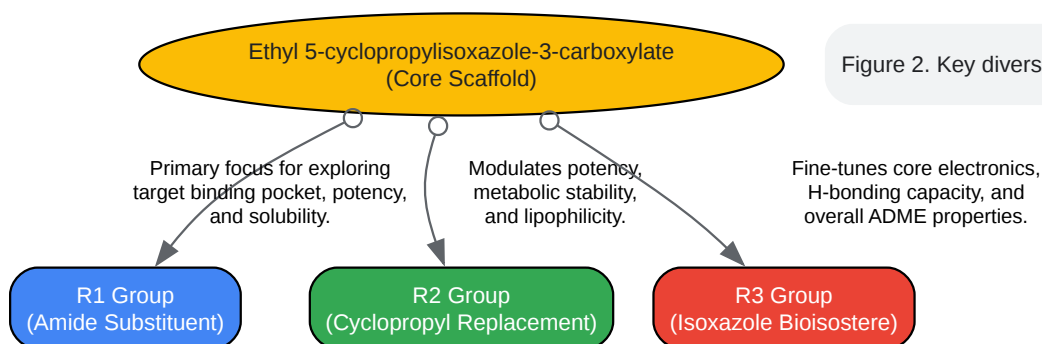 Ethyl 5-cyclopropylisoxazole-3-carboxylate
(Core Scaffold)
Figure 2. Key divers
Primary focus for exploring
target binding pocket, potency,
and solubility.
Modulates potency,
metabolic stability,
and lipophilicity.
Fine-tunes core electronics,
H-bonding capacity, and
overall ADME properties.
R1 Group
(Amide Substituent)
R2 Group
(Cyclopropyl Replacement)
R3 Group
(Isoxazole Bioisostere)